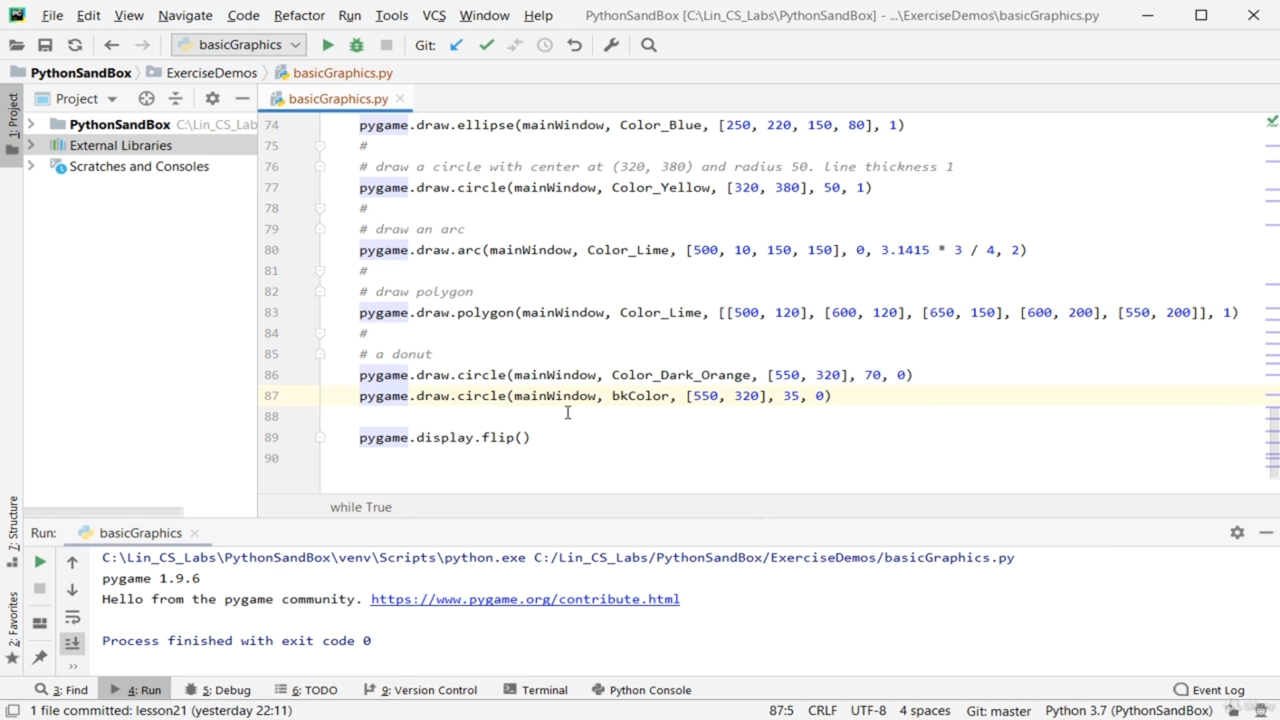 File Edit View Navigate Code Refactor Run Tools VCS Window Help PythonSandBox [C:\Lin_CS_Labs\PythonSandBox] - ...\ExerciseDemos\basicGraphics.py
basicGraphics Git:
PythonSandBox ExerciseDemos basicGraphics.py
1: Project
Project
basicGraphics.py
PythonSandBox C:\Lin_CS_Lab
External Libraries
Scratches and Consoles
74 pygame.draw.ellipse(mainWindow, Color_Blue, [250, 220, 150, 80], 1)
75 #
76 # draw a circle with center at (320, 380) and radius 50. line thickness 1
77 pygame.draw.circle(mainWindow, Color_Yellow, [320, 380], 50, 1)
78 #
79 # draw an arc
80 pygame.draw.arc(mainWindow, Color_Lime, [500, 10, 150, 150], 0, 3.1415 * 3 / 4, 2)
81 #
82 # draw polygon
83 pygame.draw.polygon(mainWindow, Color_Lime, [[500, 120], [600, 120], [650, 150], [600, 200], [550, 200]], 1)
84 #
85 # a donut
86 pygame.draw.circle(mainWindow, Color_Dark_Orange, [550, 320], 70, 0)
87 pygame.draw.circle(mainWindow, bkColor, [550, 320], 35, 0)
88
89 pygame.display.flip()
90
while True
7: Structure
2: Favorites
Run: basicGraphics
C:\Lin_CS_Labs\PythonSandBox\venv\Scripts\python.exe C:/Lin_CS_Labs/PythonSandBox/ExerciseDemos/basicGraphics.py
pygame 1.9.6
Hello from the pygame community. https://www.pygame.org/contribute.html
Process finished with exit code 0
3: Find 4: Run 5: Debug 6: TODO 9: Version Control Terminal Python Console Event Log
1 file committed: lesson21 (yesterday 22:11) 87:5 CRLF UTF-8 4 spaces Git: master Python 3.7 (PythonSandBox)